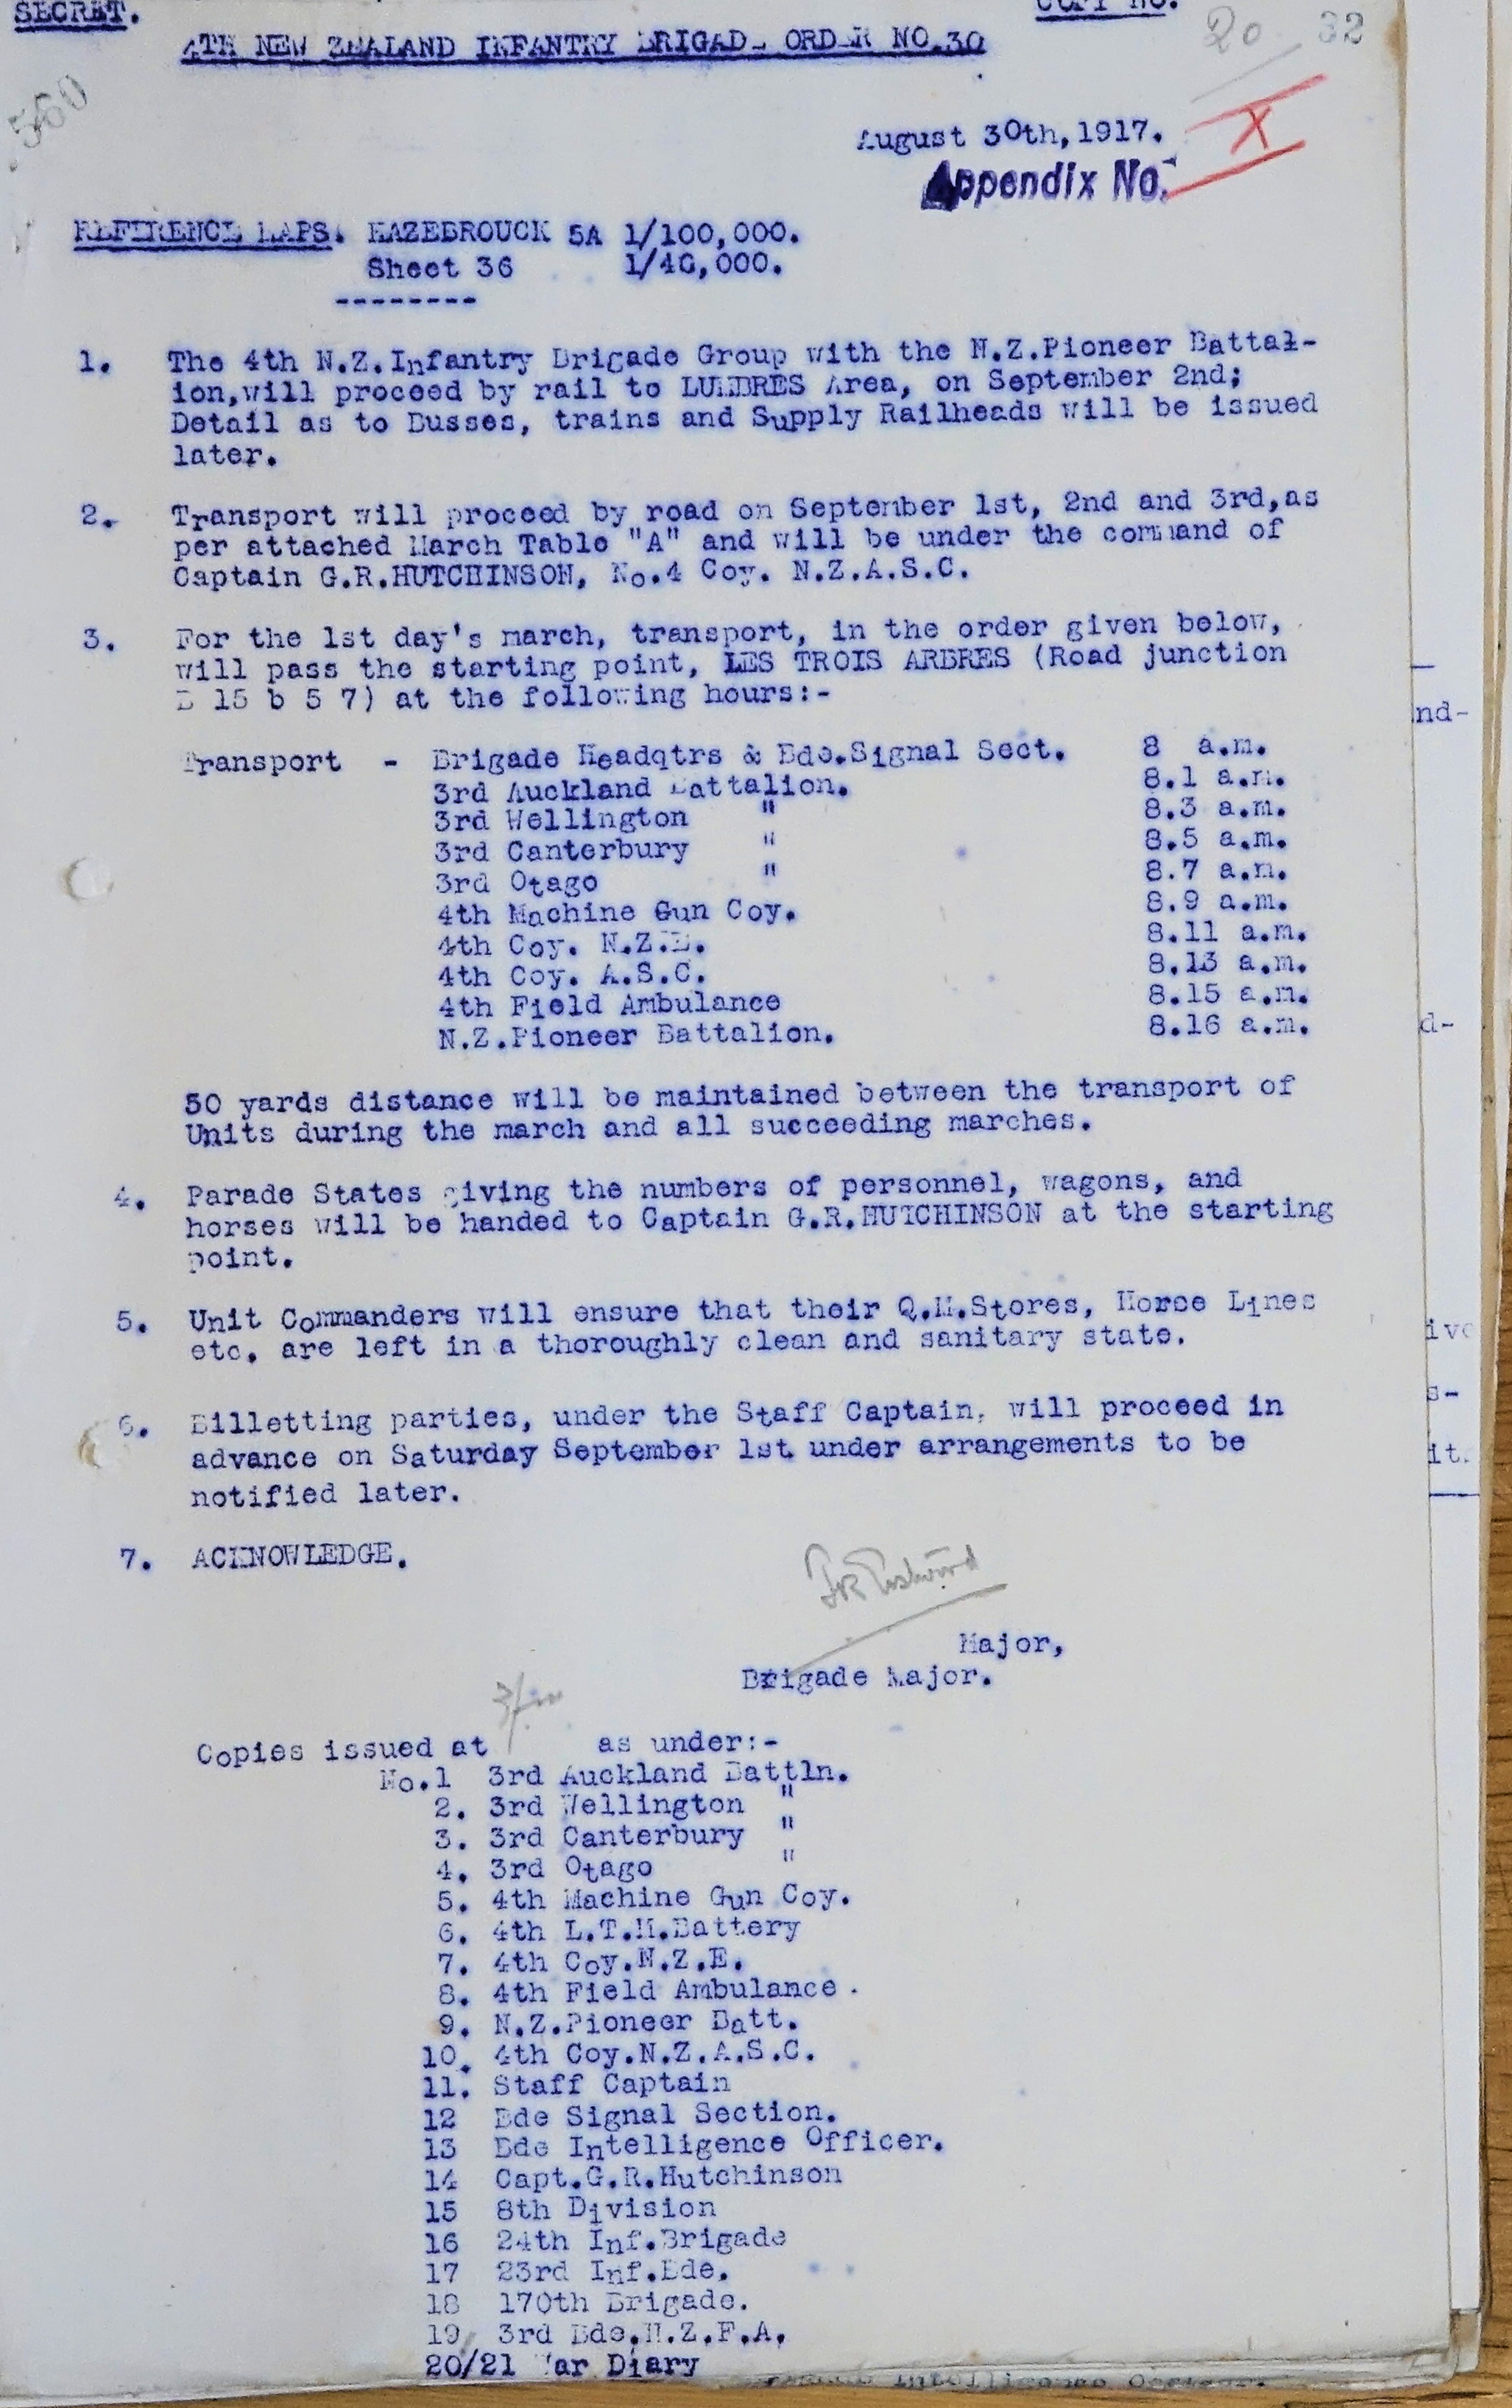 SECRET.
COPY NO.
20 32
4TH NEW ZEALAND INFANTRY BRIGADE ORDER NO.30
560
August 30th,1917.
Appendix No. X
REFERENCE MAPS. HAZEBROUCK 5A 1/100,000.
Sheet 36 1/40,000.
--------
1. The 4th N.Z.Infantry Brigade Group with the N.Z.Pioneer Battal-
ion,will proceed by rail to LUMBRES Area, on September 2nd;
Detail as to Busses, trains and Supply Railheads will be issued
later.
2. Transport will proceed by road on September 1st, 2nd and 3rd,as
per attached March Table "A" and will be under the command of
Captain G.R.HUTCHINSON, No.4 Coy. N.Z.A.S.C.
3. For the 1st day's march, transport, in the order given below,
will pass the starting point, LES TROIS ARBRES (Road junction
B 15 b 5 7) at the following hours:-
Transport - Brigade Headqtrs & Bde.Signal Sect. 8 a.m.
3rd Auckland Battalion. 8.1 a.m.
3rd Wellington " 8.3 a.m.
3rd Canterbury " 8.5 a.m.
3rd Otago " 8.7 a.m.
4th Machine Gun Coy. 8.9 a.m.
4th Coy. N.Z.E. 8.11 a.m.
4th Coy. A.S.C. 8.13 a.m.
4th Field Ambulance 8.15 a.m.
N.Z.Pioneer Battalion. 8.16 a.m.
50 yards distance will be maintained between the transport of
Units during the march and all succeeding marches.
4. Parade States giving the numbers of personnel, wagons, and
horses will be handed to Captain G.R.HUTCHINSON at the starting
point.
5. Unit Commanders will ensure that their Q.M.Stores, Horse Lines
etc. are left in a thoroughly clean and sanitary state.
6. Billetting parties, under the Staff Captain, will proceed in
advance on Saturday September 1st under arrangements to be
notified later.
7. ACKNOWLEDGE.
Major,
Brigade Major.
Copies issued at as under:-
No.1 3rd Auckland Battln.
2. 3rd Wellington "
3. 3rd Canterbury "
4. 3rd Otago "
5. 4th Machine Gun Coy.
6. 4th L.T.M.Battery
7. 4th Coy.N.Z.E.
8. 4th Field Ambulance.
9. N.Z.Pioneer Batt.
10. 4th Coy.N.Z.A.S.C.
11. Staff Captain
12 Bde Signal Section.
13 Bde Intelligence Officer.
14 Capt.G.R.Hutchinson
15 8th Division
16 24th Inf.Brigade
17 23rd Inf.Bde.
18 170th Brigade.
19 3rd Bde.N.Z.F.A.
20/21 War Diary
nd-
d-
ive
s-
it.
Intelligence Officer.